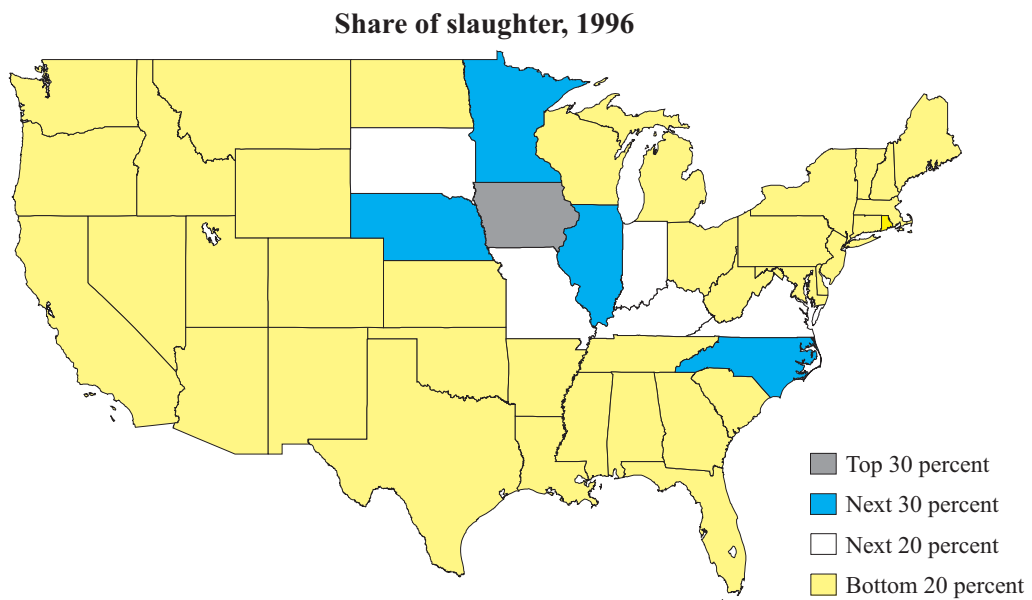 Share of slaughter, 1996
Top 30 percent
Next 30 percent
Next 20 percent
Bottom 20 percent